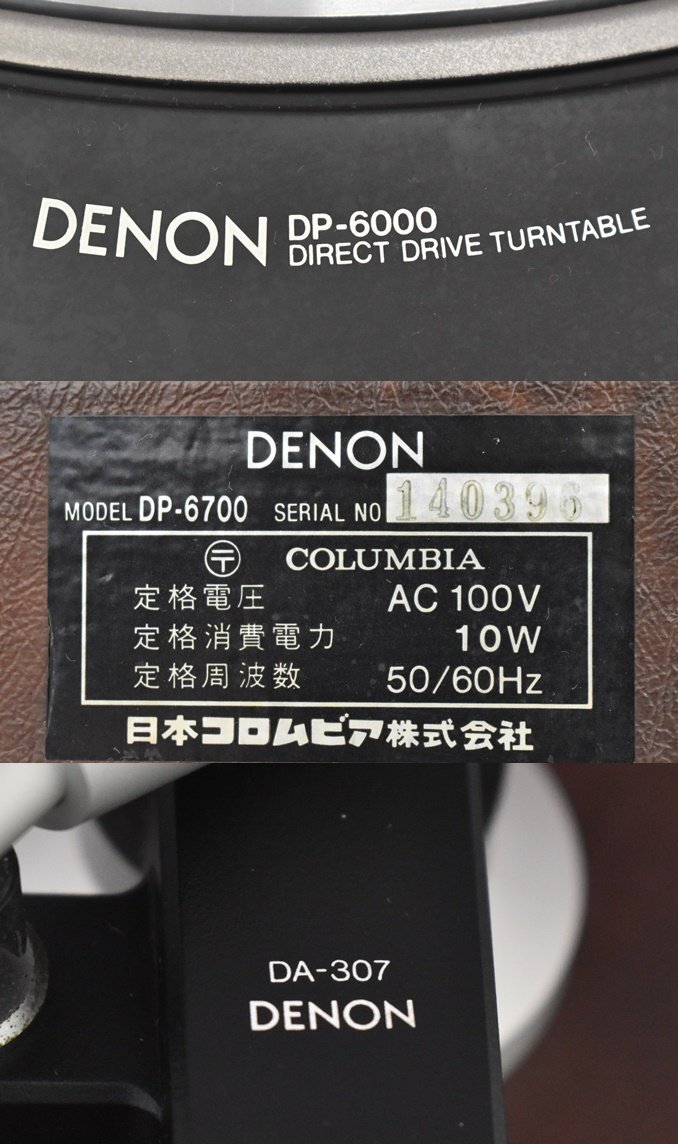 DENON DP-6000
DIRECT DRIVE TURNTABLE
DENON
MODEL DP-6700 SERIAL NO 140396
〶 COLUMBIA
定格電圧 AC 100V
定格消費電力 10W
定格周波数 50/60Hz
日本コロムビア株式会社
DA-307
DENON